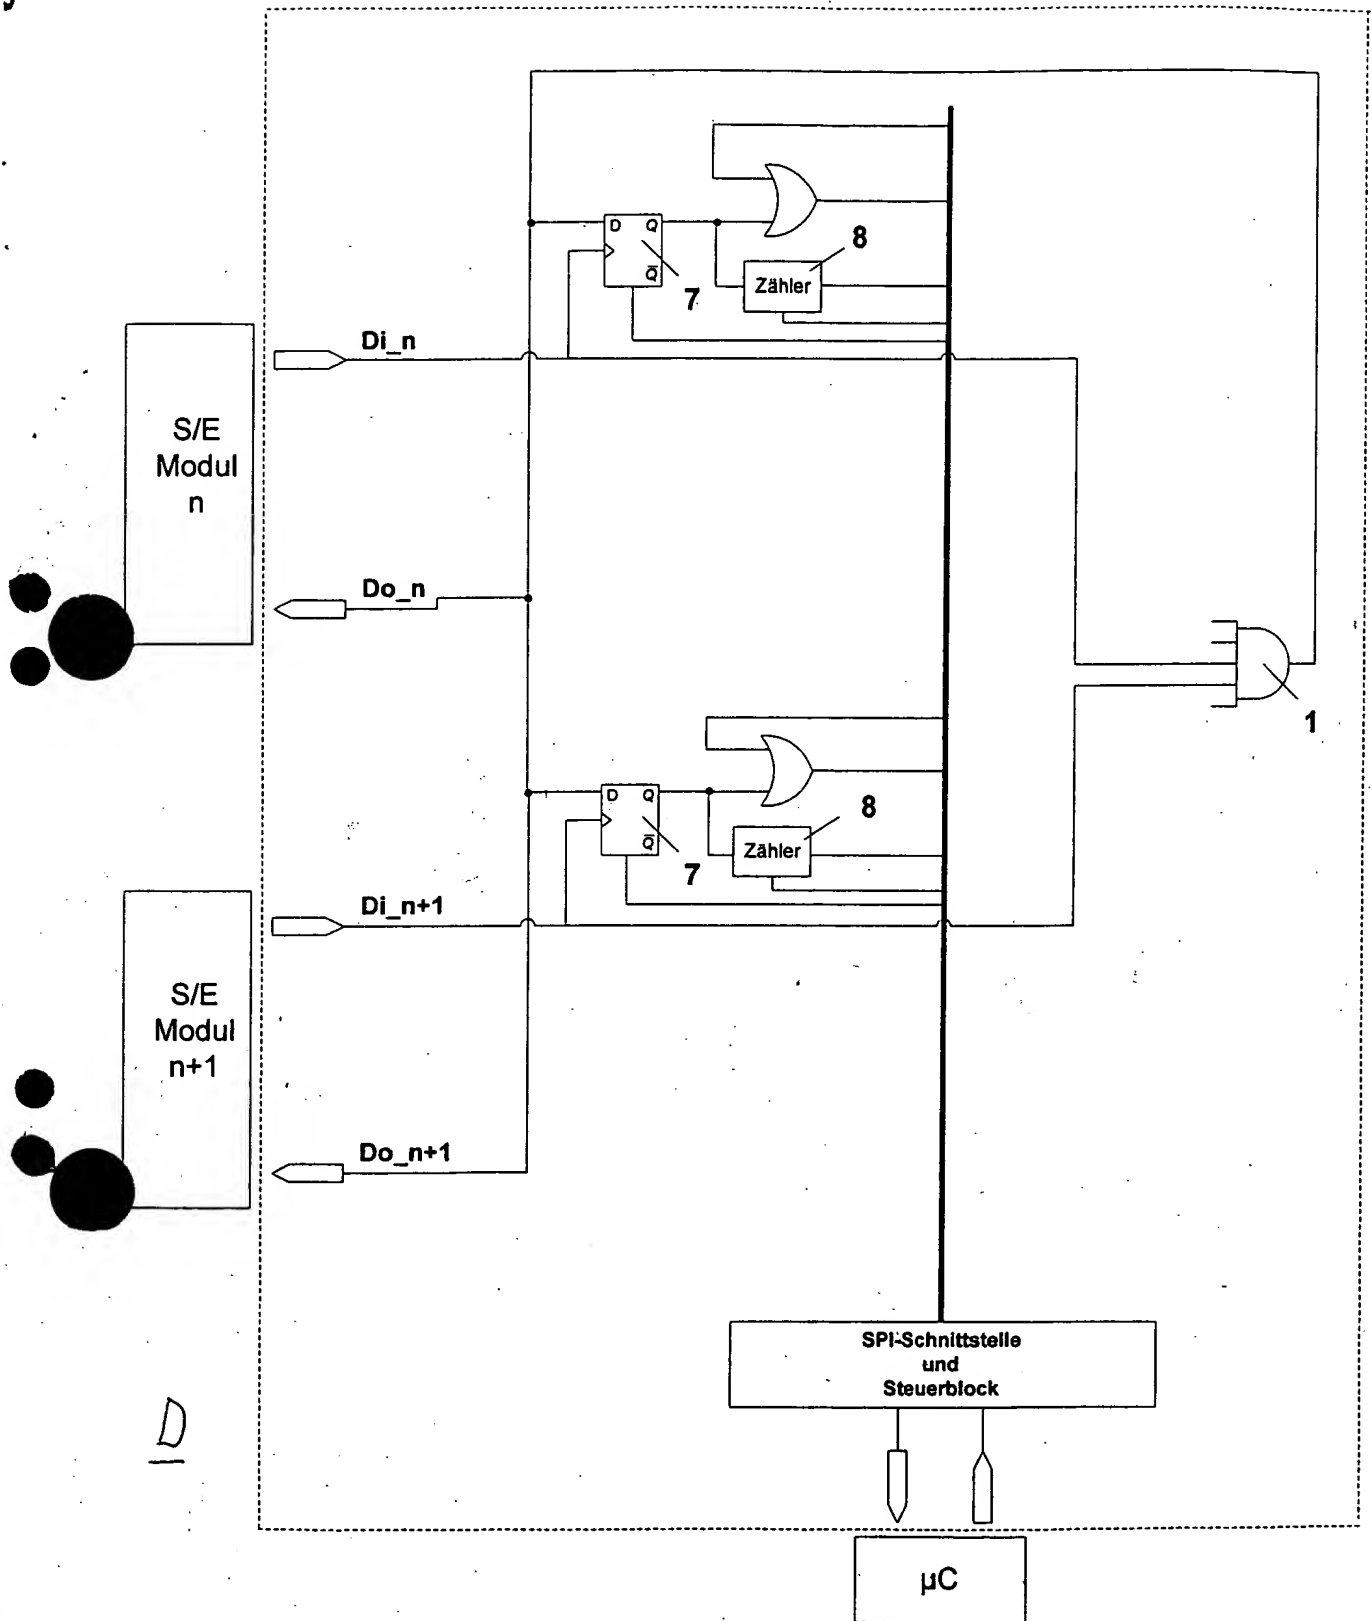 D Q
Q̅
7
8
Zähler
Di_n
S/E
Modul
n
Do_n
1
D Q
Q̅
7
8
Zähler
Di_n+1
S/E
Modul
n+1
Do_n+1
SPI-Schnittstelle
und
Steuerblock
D
µC